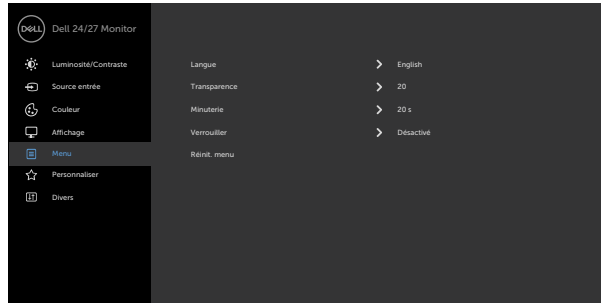 DELL Dell 24/27 Monitor
Luminosité/Contraste
Source entrée
Couleur
Affichage
Menu
Personnaliser
Divers
Langue English
Transparence 20
Minuterie 20 s
Verrouiller Désactivé
Réinit. menu